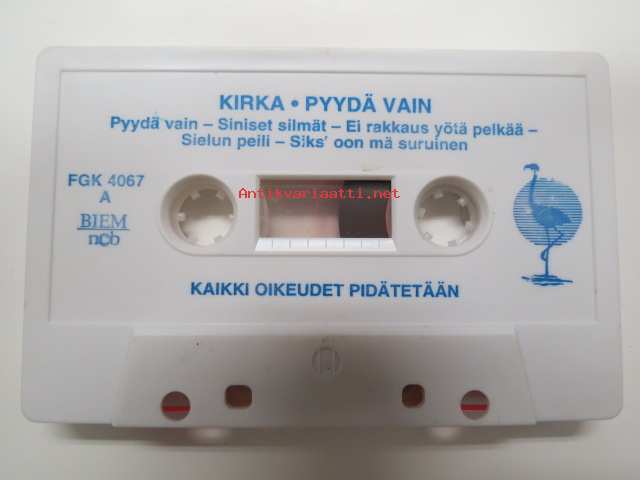 KIRKA • PYYDÄ VAIN
Pyydä vain – Siniset silmät – Ei rakkaus yötä pelkää –
Sielun peili – Siks' oon mä suruinen
FGK 4067
A
BIEM
ncb
Antikvariaatti.net
KAIKKI OIKEUDET PIDÄTETÄÄN